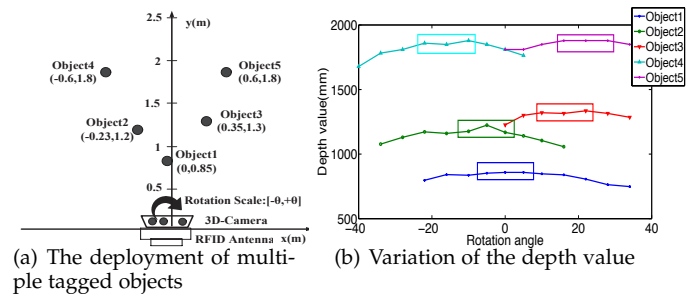 2.5
y(m)
2
Object4
(-0.6,1.8)
Object5
(0.6,1.8)
1.5
Object2
(-0.23,1.2)
Object3
(0.35,1.3)
1
Object1
(0,0.85)
0.5
Rotation Scale:[-θ,+θ]
3D-Camera
RFID Antenna
x(m)
(a) The deployment of multi-
ple tagged objects
Depth value(mm)
2000
1500
1000
500
−40
−20
0
20
40
Rotation angle
Object1
Object2
Object3
Object4
Object5
(b) Variation of the depth value